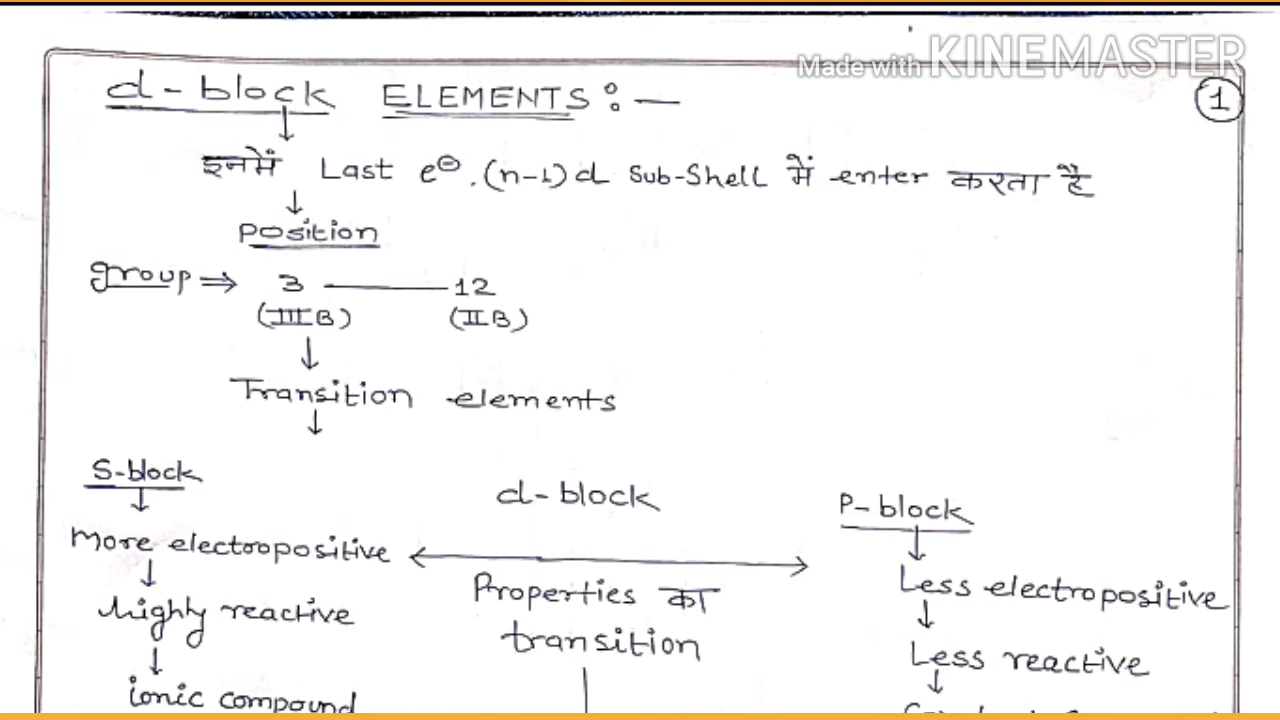 Made with KINEMASTER
d-block ELEMENTS:—
1
इनमें Last e⊖ (n-1)d Sub-Shell में enter करता है
Position
group ⇒ 3 — 12
(IIIB) (IIB)
Transition elements
S-block
d-block
P-block
More electropositive
Less electropositive
Properties का
highly reactive
transition
Less reactive
ionic compound